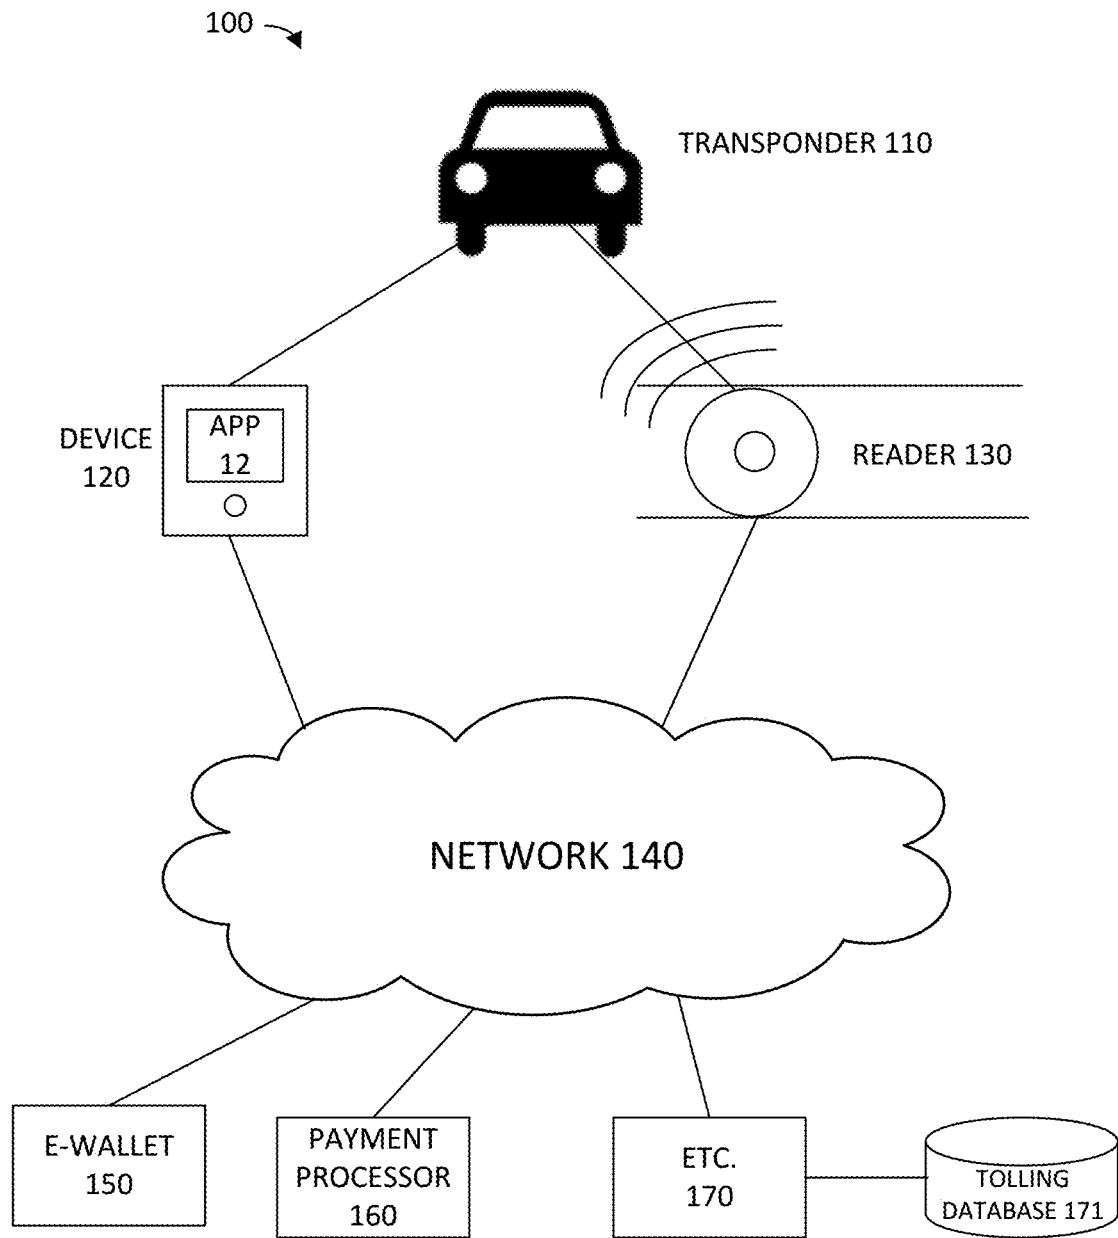 100
TRANSPONDER 110
DEVICE
120
APP
12
READER 130
NETWORK 140
E-WALLET
150
PAYMENT
PROCESSOR
160
ETC.
170
TOLLING
DATABASE 171